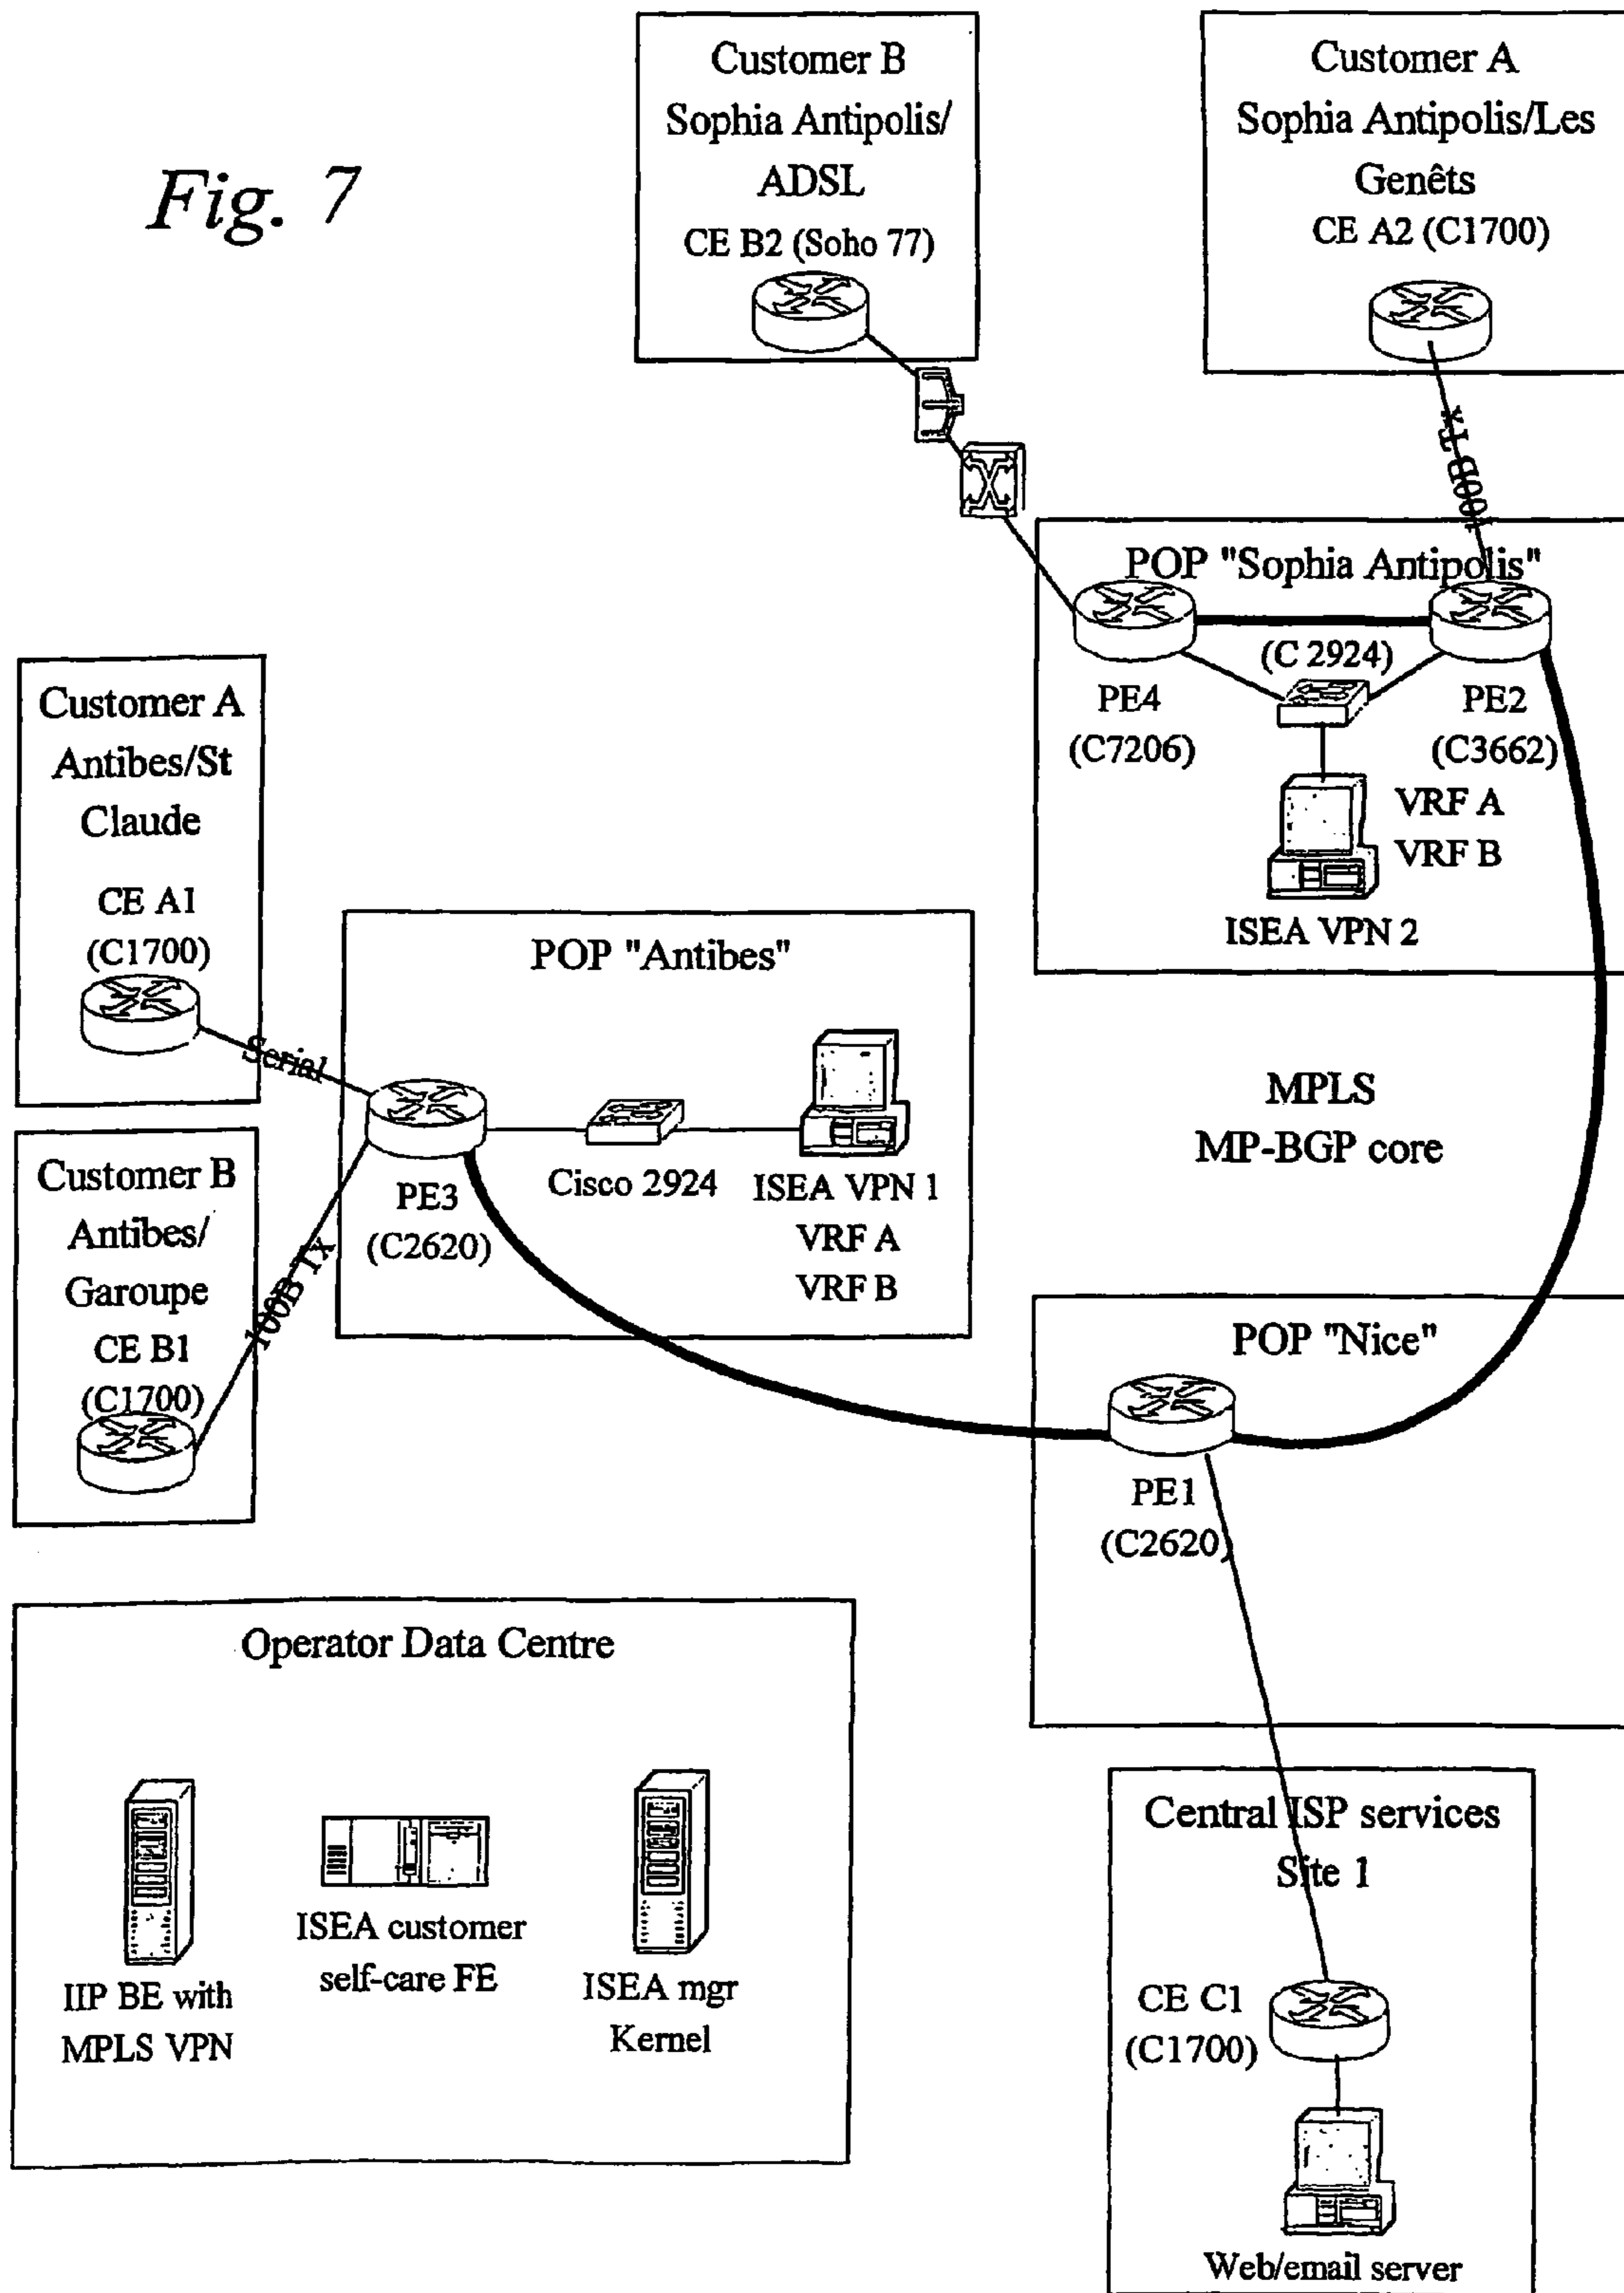 Fig. 7
Customer B
Sophia Antipolis/
ADSL
CE B2 (Soho 77)
Customer A
Sophia Antipolis/Les
Genêts
CE A2 (C1700)
100B Tx
POP "Sophia Antipolis"
(C 2924)
PE4
(C7206)
PE2
(C3662)
VRF A
VRF B
ISEA VPN 2
Customer A
Antibes/St
Claude
CE A1
(C1700)
Serial
POP "Antibes"
PE3
(C2620)
Cisco 2924
ISEA VPN 1
VRF A
VRF B
MPLS
MP-BGP core
Customer B
Antibes/
Garoupe
CE B1
(C1700)
100B Tx
POP "Nice"
PE1
(C2620)
Operator Data Centre
IIP BE with
MPLS VPN
ISEA customer
self-care FE
ISEA mgr
Kernel
Central ISP services
Site 1
CE C1
(C1700)
Web/email server